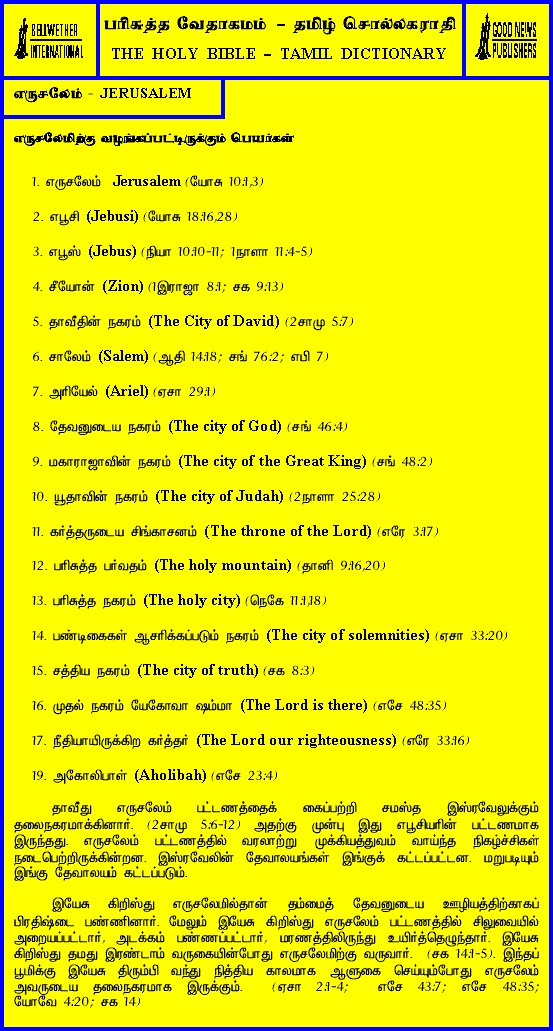 BELLWETHER
INTERNATIONAL
பரிசுத்த வேதாகமம் – தமிழ் சொல்லகராதி
THE HOLY BIBLE – TAMIL DICTIONARY
GOOD NEWS
PUBLISHERS
எருசலேம் - JERUSALEM
எருசலேமிற்கு வழங்கப்பட்டிருக்கும் பெயர்கள்
1. எருசலேம் Jerusalem (யோசு 10:1,3)
2. எபூசி (Jebusi) (யோசு 18:16,28)
3. எபூஸ் (Jebus) (நியா 10:10-11; 1நாளா 11:4-5)
4. சீயோன் (Zion) (1இராஜா 8:1; சக 9:13)
5. தாவீதின் நகரம் (The City of David) (2சாமு 5:7)
6. சாலேம் (Salem) (ஆதி 14:18; சங் 76:2; எபி 7)
7. அரியேல் (Ariel) (ஏசா 29:1)
8. தேவனுடைய நகரம் (The city of God) (சங் 46:4)
9. மகாராஜாவின் நகரம் (The city of the Great King) (சங் 48:2)
10. யூதாவின் நகரம் (The city of Judah) (2நாளா 25:28)
11. கர்த்தருடைய சிங்காசனம் (The throne of the Lord) (எரே 3:17)
12. பரிசுத்த பர்வதம் (The holy mountain) (தானி 9:16,20)
13. பரிசுத்த நகரம் (The holy city) (நெகே 11:1,18)
14. பண்டிகைகள் ஆசரிக்கப்படும் நகரம் (The city of solemnities) (ஏசா 33:20)
15. சத்திய நகரம் (The city of truth) (சக 8:3)
16. முதல் நகரம் யேகோவா ஷம்மா (The Lord is there) (எசே 48:35)
17. நீதியாயிருக்கிற கர்த்தர் (The Lord our righteousness) (எரே 33:16)
19. அகோலிபாள் (Aholibah) (எசே 23:4)
தாவீது எருசலேம் பட்டணத்தைக் கைப்பற்றி சமஸ்த இஸ்ரவேலுக்கும்
தலைநகரமாக்கினார். (2சாமு 5:6-12) அதற்கு முன்பு இது எபூசியரின் பட்டணமாக
இருந்தது. எருசலேம் பட்டணத்தில் வரலாற்று முக்கியத்துவம் வாய்ந்த நிகழ்ச்சிகள்
நடைபெற்றிருக்கின்றன. இஸ்ரவேலின் தேவாலயங்கள் இங்குக் கட்டப்பட்டன. மறுபடியும்
இங்கு தேவாலயம் கட்டப்படும்.
இயேசு கிறிஸ்து எருசலேமில்தான் தம்மைத் தேவனுடைய ஊழியத்திற்காகப்
பிரதிஷ்டை பண்ணினார். மேலும் இயேசு கிறிஸ்து எருசலேம் பட்டணத்தில் சிலுவையில்
அறையப்பட்டார், அடக்கம் பண்ணப்பட்டார், மரணத்திலிருந்து உயிர்த்தெழுந்தார். இயேசு
கிறிஸ்து தமது இரண்டாம் வருகையின்போது எருசலேமிற்கு வருவார். (சக 14:1-5). இந்தப்
பூமிக்கு இயேசு திரும்பி வந்து நித்திய காலமாக ஆளுகை செய்யும்போது எருசலேம்
அவருடைய தலைநகரமாக இருக்கும். (ஏசா 2:1-4; எசே 43:7; எசே 48:35;
யோவே 4:20; சக 14)